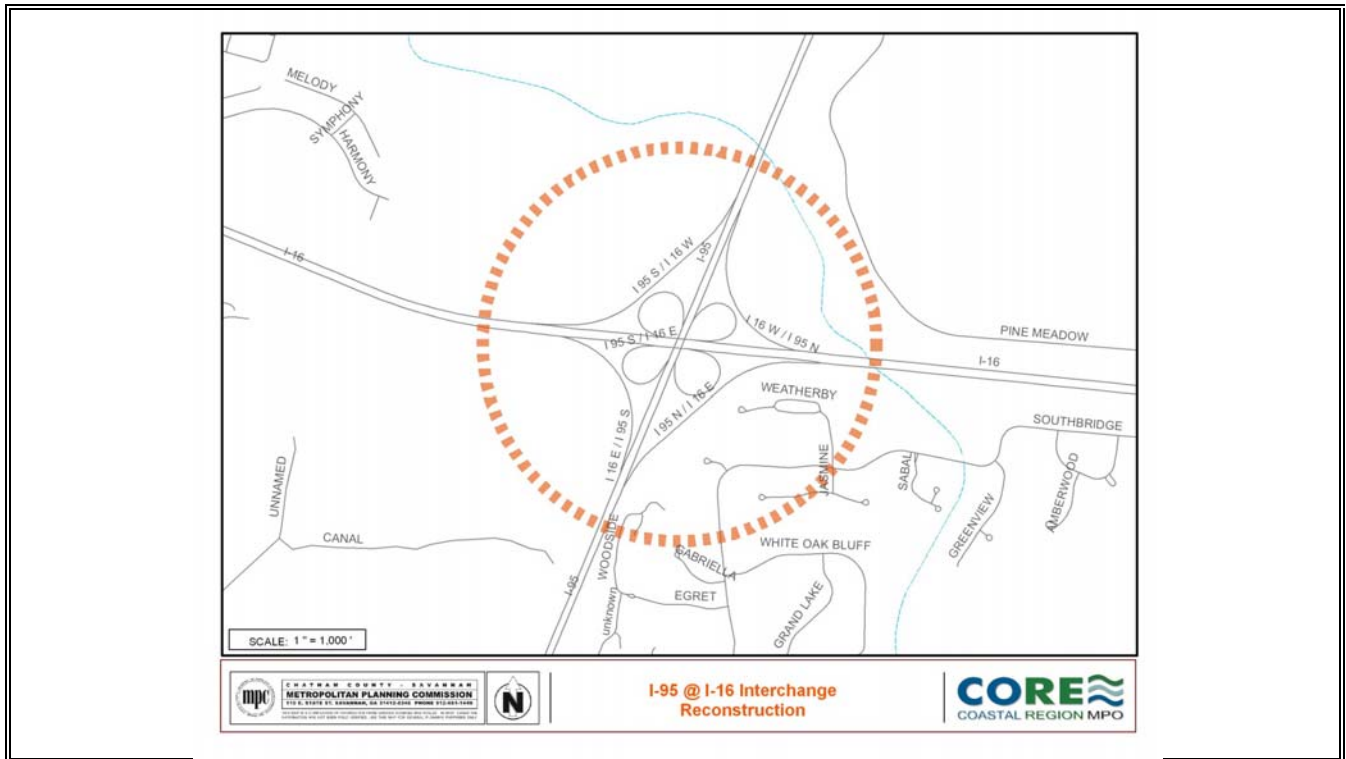 MELODY
SYMPHONY
HARMONY
I-16
I 95 S / I 16 W
I-95
I 95 S / I 16 E
I 16 W / I 95 N
PINE MEADOW
I-16
WEATHERBY
I 95 N / I 16 E
I 16 E / I 95 S
SOUTHBRIDGE
JASMINE
SABAL
AMBERWOOD
GREENVIEW
UNNAMED
CANAL
WOODSIDE
GABRIELLA
WHITE OAK BLUFF
I-95
unknown
EGRET
GRAND LAKE
SCALE: 1 " = 1,000 '
mpc
CHATHAM COUNTY - SAVANNAH
METROPOLITAN PLANNING COMMISSION
N
I-95 @ I-16 Interchange
Reconstruction
CORE
COASTAL REGION MPO